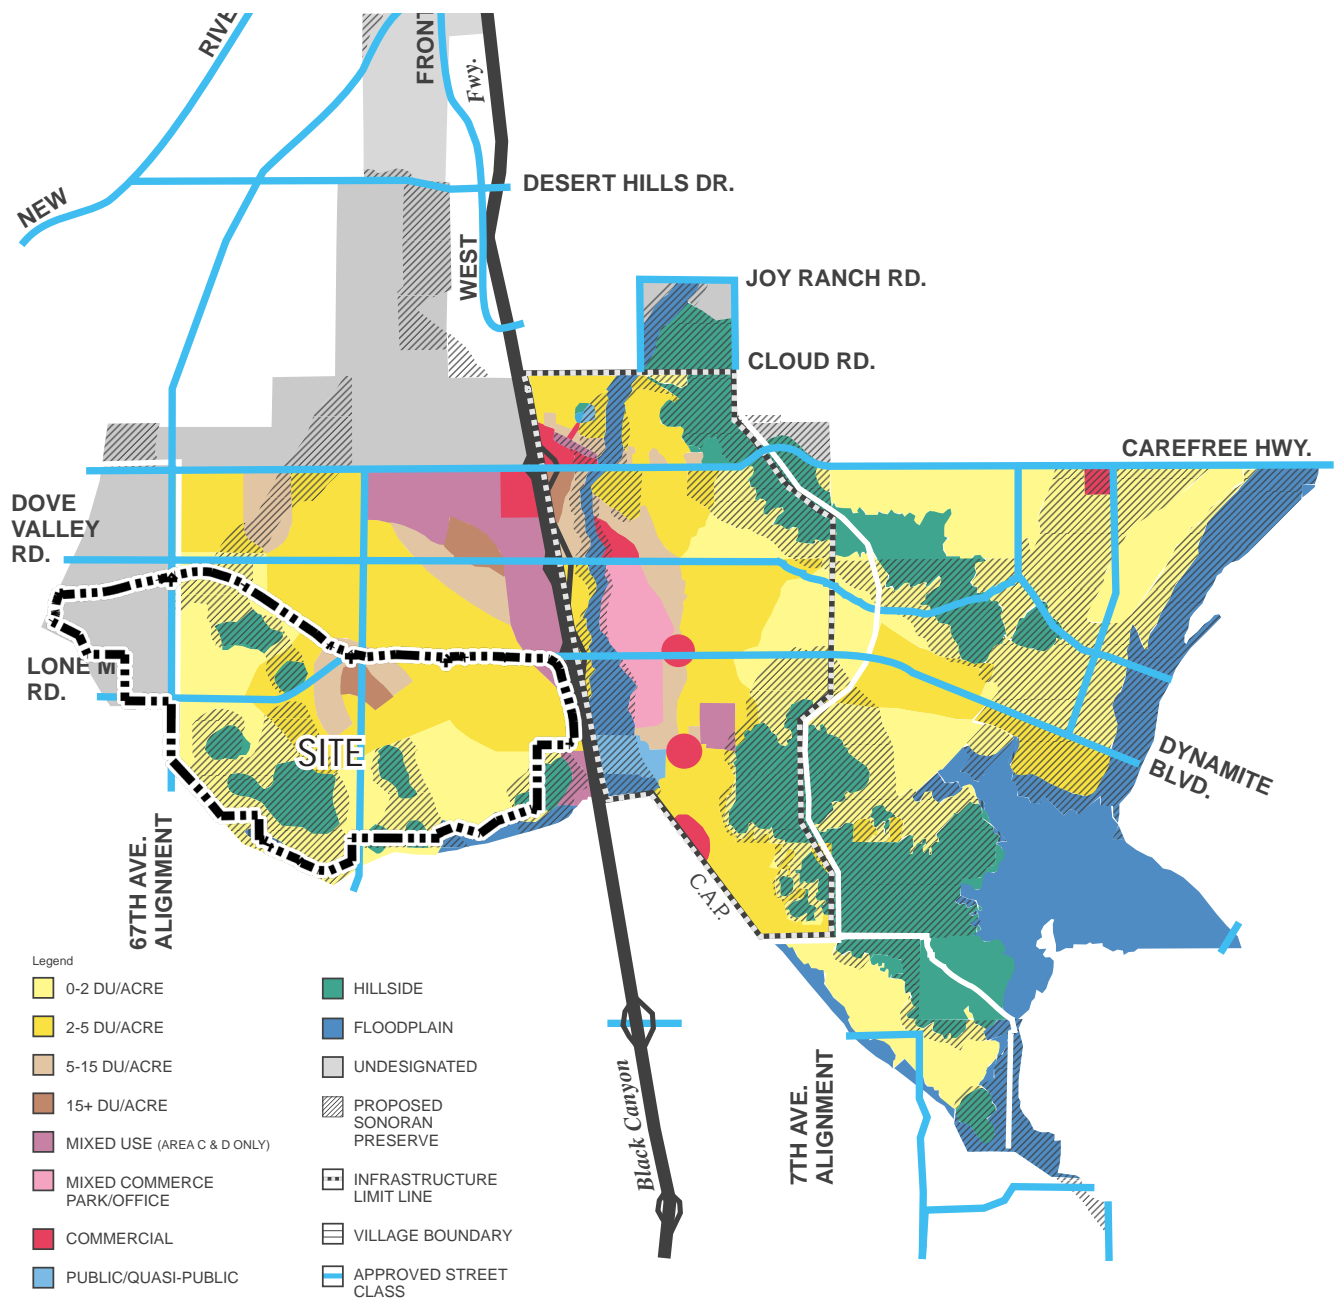 RIVE
FRONT
Fwy.
NEW
DESERT HILLS DR.
WEST
JOY RANCH RD.
CLOUD RD.
CAREFREE HWY.
DOVE
VALLEY
RD.
LONE M
RD.
SITE
DYNAMITE
BLVD.
67TH AVE.
ALIGNMENT
C.A.P.
7TH AVE.
ALIGNMENT
Black Canyon
Legend
0-2 DU/ACRE
2-5 DU/ACRE
5-15 DU/ACRE
15+ DU/ACRE
MIXED USE (AREA C & D ONLY)
MIXED COMMERCE
PARK/OFFICE
COMMERCIAL
PUBLIC/QUASI-PUBLIC
HILLSIDE
FLOODPLAIN
UNDESIGNATED
PROPOSED
SONORAN
PRESERVE
INFRASTRUCTURE
LIMIT LINE
VILLAGE BOUNDARY
APPROVED STREET
CLASS